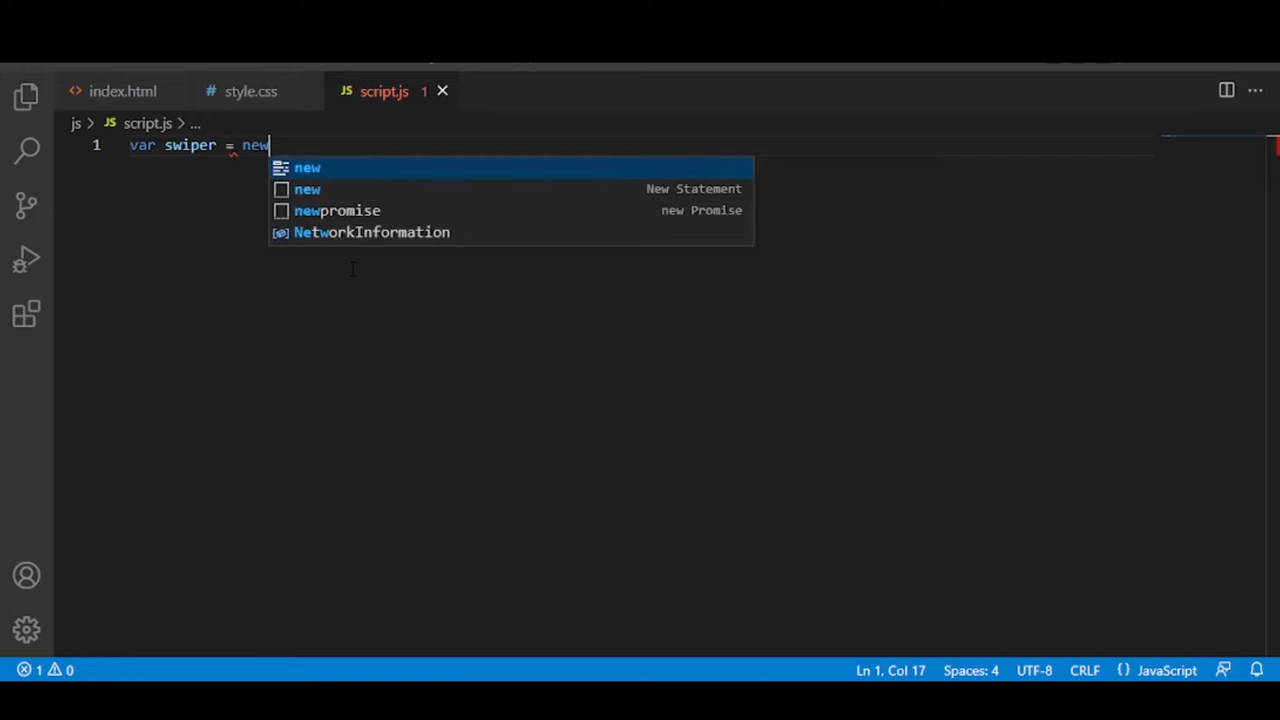 index.html
style.css
JS script.js 1
js > JS script.js > ...
1 var swiper = new
new
new New Statement
newpromise new Promise
NetworkInformation
1 0 Ln 1, Col 17 Spaces: 4 UTF-8 CRLF {} JavaScript